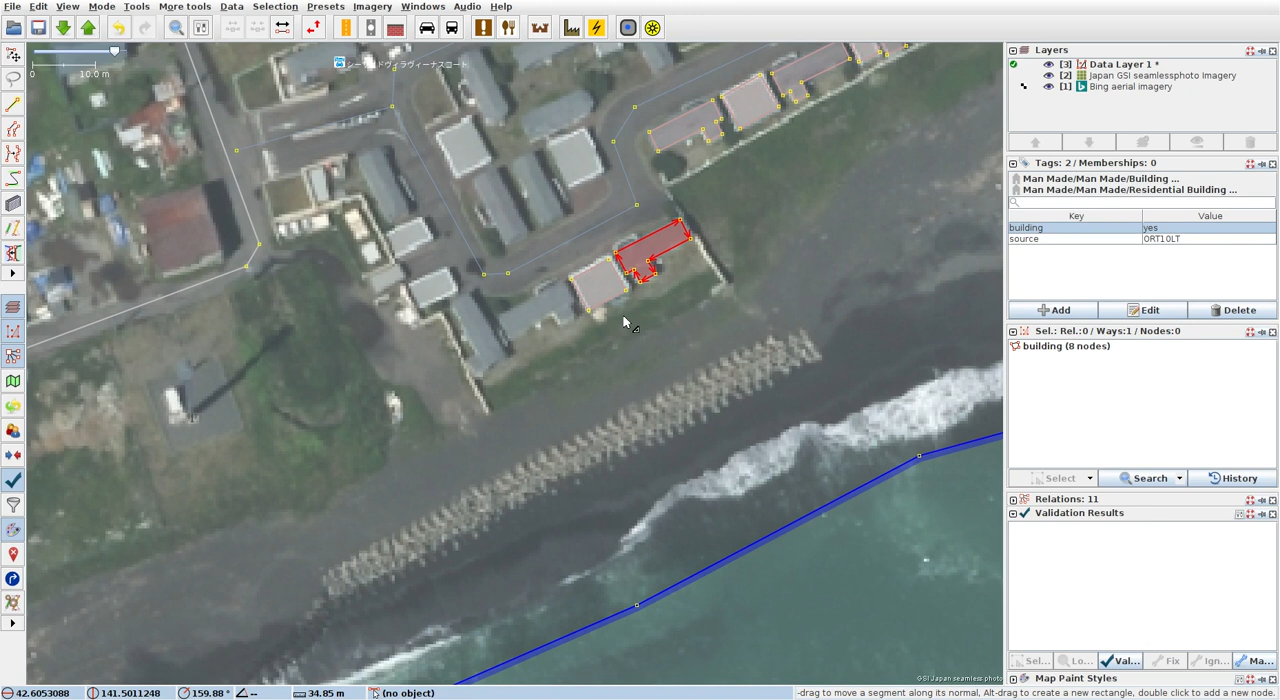 File Edit View Mode Tools More tools Data Selection Presets Imagery Windows Audio Help
0 10.0 m
Layers
[3] Data Layer 1 *
[2] Japan GSI seamlessphoto Imagery
[1] Bing aerial imagery
Tags: 2 / Memberships: 0
Man Made/Man Made/Building ...
Man Made/Man Made/Residential Building ...
Key Value
building yes
source ORT10LT
Add Edit Delete
Sel.: Rel.:0 / Ways:1 / Nodes:0
building (8 nodes)
Select Search History
Relations: 11
Validation Results
Sel... Lo... Val... Fix Ign... Ma...
Map Paint Styles
GSI Japan seamless photo
42.6053088 141.5011248 159.88° -- 34.85 m (no object)
-drag to move a segment along its normal, Alt-drag to create a new rectangle, double click to add a new node.